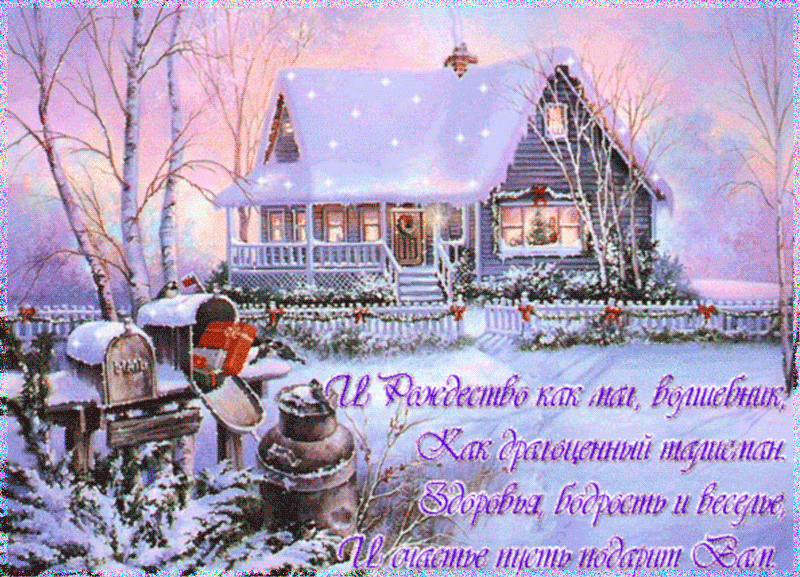 И Рождество как маг, волшебник,
Как драгоценный талисман.
Здоровья, бодрость и веселье,
И счастье пусть подарит Вам.